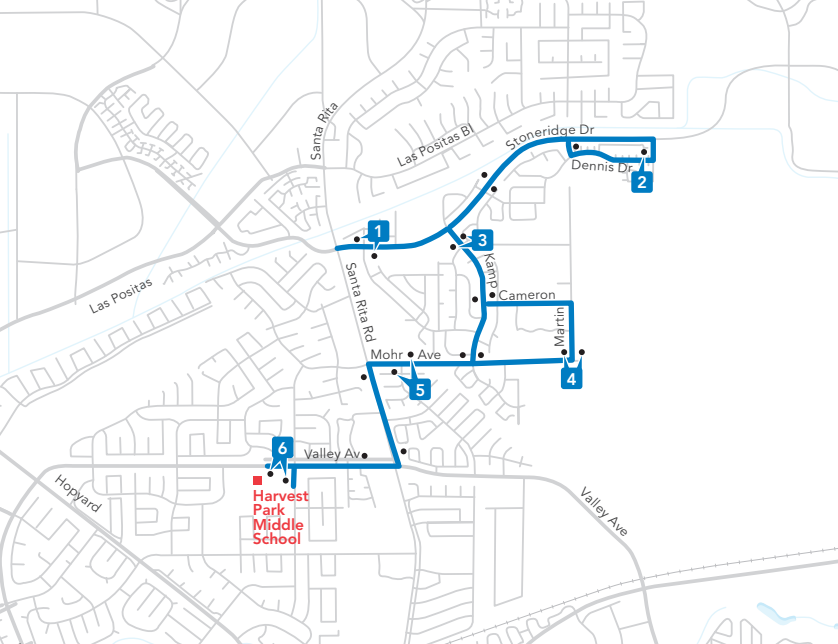 Santa Rita
Las Positas Bl
Stoneridge Dr
Dennis Dr
2
1
3
Kamp
Las Positas
Santa Rita Rd
Cameron
Martin
Mohr Ave
4
5
6
Valley Av
Hopyard
Harvest
Park
Middle
School
Valley Ave